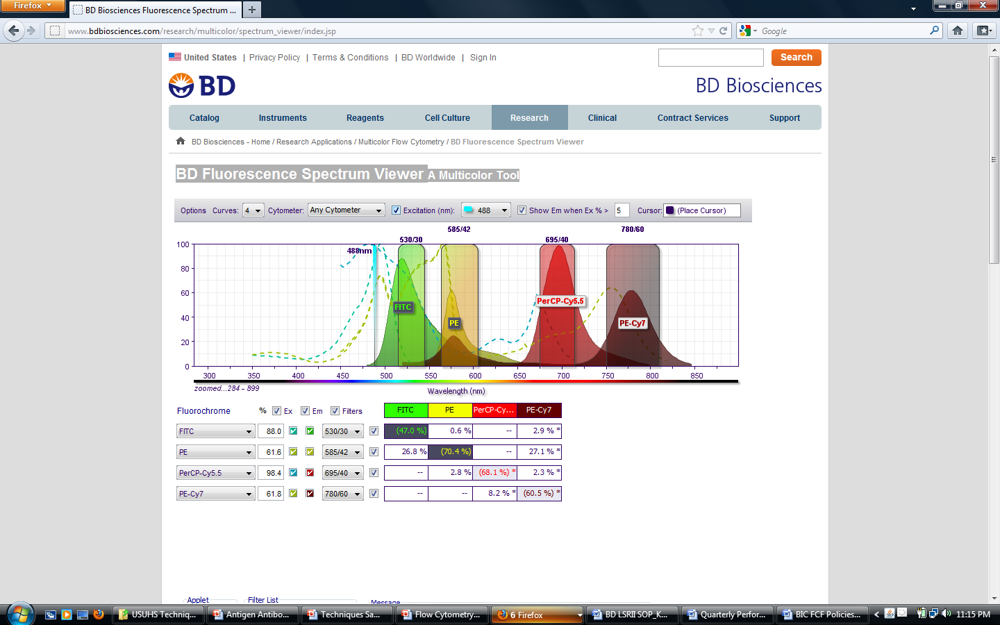 Firefox
BD Biosciences Fluorescence Spectrum ...
www.bdbiosciences.com/research/multicolor/spectrum_viewer/index.jsp
Google
United States | Privacy Policy | Terms & Conditions | BD Worldwide | Sign In
Search
BD
BD Biosciences
Catalog Instruments Reagents Cell Culture Research Clinical Contract Services Support
BD Biosciences - Home / Research Applications / Multicolor Flow Cytometry / BD Fluorescence Spectrum Viewer
BD Fluorescence Spectrum Viewer A Multicolor Tool
Options Curves: 4 Cytometer: Any Cytometer Excitation (nm): 488 Show Em when Ex % > 5 Cursor: (Place Cursor)
585/42 780/60
530/30 695/40
100 488nm
80
60
FITC PerCP-Cy5.5
40 PE PE-Cy7
20
0
300 350 400 450 500 550 600 650 700 750 800 850
zoomed...284 - 899
Wavelength (nm)
Fluorochrome % Ex Em Filters FITC PE PerCP-Cy... PE-Cy7
FITC 88.0 530/30 (47.0 %) 0.6 % -- 2.9 % *
PE 61.6 585/42 26.8 % (70.4 %) -- 27.1 % *
PerCP-Cy5.5 98.4 695/40 -- 2.8 % (68.1 %) * 2.3 % *
PE-Cy7 61.8 780/60 -- -- 8.2 % * (60.5 %) *
Applet Filter List Message
USUHS Techniq... Antigen Antibo... Techniques Sa... Flow Cytometry... 6 Firefox BD LSRII SOP_K... Quarterly Perfor... BIC FCF Policies... 11:15 PM